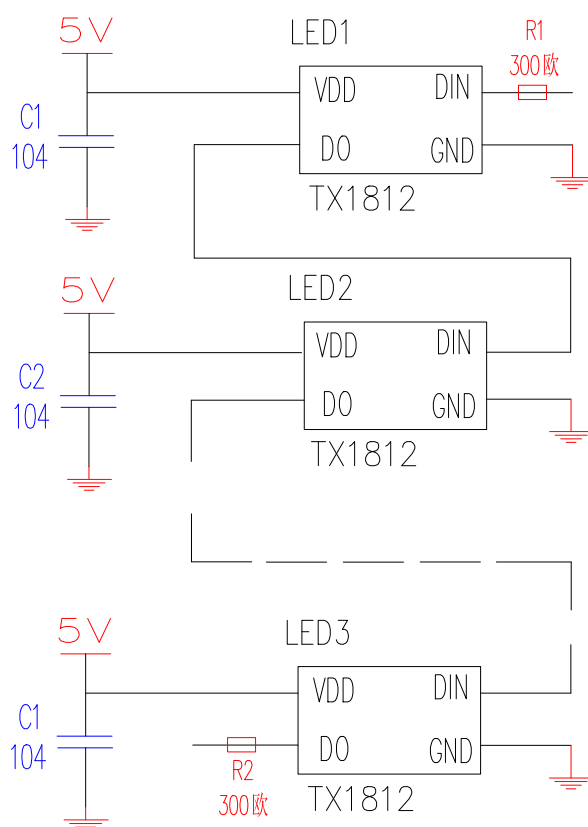 5V
LED1
R1
300欧
VDD
DIN
C1
104
DO
GND
TX1812
5V
LED2
VDD
DIN
C2
104
DO
GND
TX1812
5V
LED3
VDD
DIN
C1
104
DO
GND
R2
300欧
TX1812